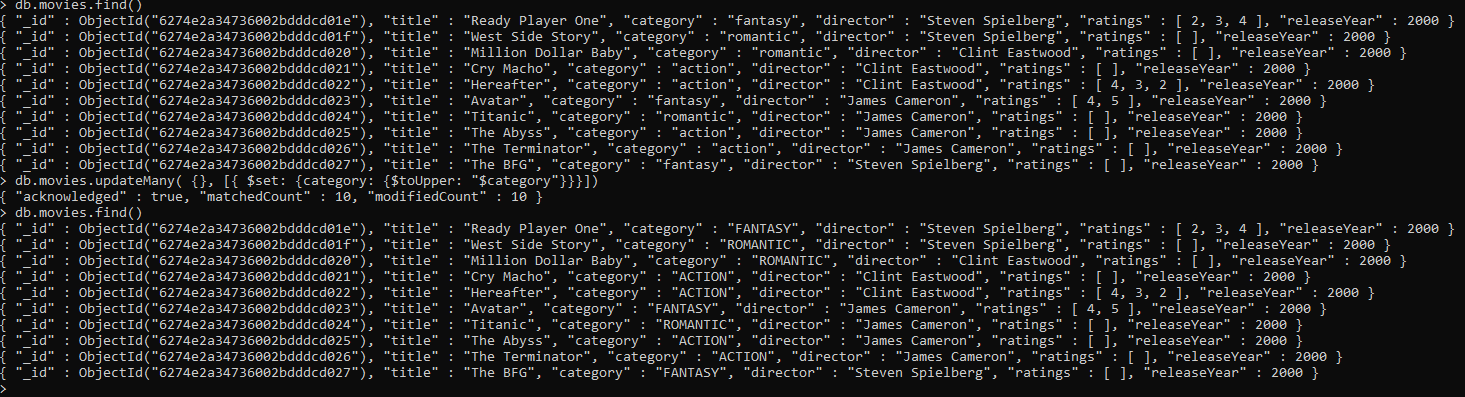 > db.movies.find()
{ "_id" : ObjectId("6274e2a34736002bdddcd01e"), "title" : "Ready Player One", "category" : "fantasy", "director" : "Steven Spielberg", "ratings" : [ 2, 3, 4 ], "releaseYear" : 2000 }
{ "_id" : ObjectId("6274e2a34736002bdddcd01f"), "title" : "West Side Story", "category" : "romantic", "director" : "Steven Spielberg", "ratings" : [ ], "releaseYear" : 2000 }
{ "_id" : ObjectId("6274e2a34736002bdddcd020"), "title" : "Million Dollar Baby", "category" : "romantic", "director" : "Clint Eastwood", "ratings" : [ ], "releaseYear" : 2000 }
{ "_id" : ObjectId("6274e2a34736002bdddcd021"), "title" : "Cry Macho", "category" : "action", "director" : "Clint Eastwood", "ratings" : [ ], "releaseYear" : 2000 }
{ "_id" : ObjectId("6274e2a34736002bdddcd022"), "title" : "Hereafter", "category" : "action", "director" : "Clint Eastwood", "ratings" : [ 4, 3, 2 ], "releaseYear" : 2000 }
{ "_id" : ObjectId("6274e2a34736002bdddcd023"), "title" : "Avatar", "category" : "fantasy", "director" : "James Cameron", "ratings" : [ 4, 5 ], "releaseYear" : 2000 }
{ "_id" : ObjectId("6274e2a34736002bdddcd024"), "title" : "Titanic", "category" : "romantic", "director" : "James Cameron", "ratings" : [ ], "releaseYear" : 2000 }
{ "_id" : ObjectId("6274e2a34736002bdddcd025"), "title" : "The Abyss", "category" : "action", "director" : "James Cameron", "ratings" : [ ], "releaseYear" : 2000 }
{ "_id" : ObjectId("6274e2a34736002bdddcd026"), "title" : "The Terminator", "category" : "action", "director" : "James Cameron", "ratings" : [ ], "releaseYear" : 2000 }
{ "_id" : ObjectId("6274e2a34736002bdddcd027"), "title" : "The BFG", "category" : "fantasy", "director" : "Steven Spielberg", "ratings" : [ ], "releaseYear" : 2000 }
> db.movies.updateMany( {}, [{ $set: {category: {$toUpper: "$category"}}}])
{ "acknowledged" : true, "matchedCount" : 10, "modifiedCount" : 10 }
> db.movies.find()
{ "_id" : ObjectId("6274e2a34736002bdddcd01e"), "title" : "Ready Player One", "category" : "FANTASY", "director" : "Steven Spielberg", "ratings" : [ 2, 3, 4 ], "releaseYear" : 2000 }
{ "_id" : ObjectId("6274e2a34736002bdddcd01f"), "title" : "West Side Story", "category" : "ROMANTIC", "director" : "Steven Spielberg", "ratings" : [ ], "releaseYear" : 2000 }
{ "_id" : ObjectId("6274e2a34736002bdddcd020"), "title" : "Million Dollar Baby", "category" : "ROMANTIC", "director" : "Clint Eastwood", "ratings" : [ ], "releaseYear" : 2000 }
{ "_id" : ObjectId("6274e2a34736002bdddcd021"), "title" : "Cry Macho", "category" : "ACTION", "director" : "Clint Eastwood", "ratings" : [ ], "releaseYear" : 2000 }
{ "_id" : ObjectId("6274e2a34736002bdddcd022"), "title" : "Hereafter", "category" : "ACTION", "director" : "Clint Eastwood", "ratings" : [ 4, 3, 2 ], "releaseYear" : 2000 }
{ "_id" : ObjectId("6274e2a34736002bdddcd023"), "title" : "Avatar", "category" : "FANTASY", "director" : "James Cameron", "ratings" : [ 4, 5 ], "releaseYear" : 2000 }
{ "_id" : ObjectId("6274e2a34736002bdddcd024"), "title" : "Titanic", "category" : "ROMANTIC", "director" : "James Cameron", "ratings" : [ ], "releaseYear" : 2000 }
{ "_id" : ObjectId("6274e2a34736002bdddcd025"), "title" : "The Abyss", "category" : "ACTION", "director" : "James Cameron", "ratings" : [ ], "releaseYear" : 2000 }
{ "_id" : ObjectId("6274e2a34736002bdddcd026"), "title" : "The Terminator", "category" : "ACTION", "director" : "James Cameron", "ratings" : [ ], "releaseYear" : 2000 }
{ "_id" : ObjectId("6274e2a34736002bdddcd027"), "title" : "The BFG", "category" : "FANTASY", "director" : "Steven Spielberg", "ratings" : [ ], "releaseYear" : 2000 }
>